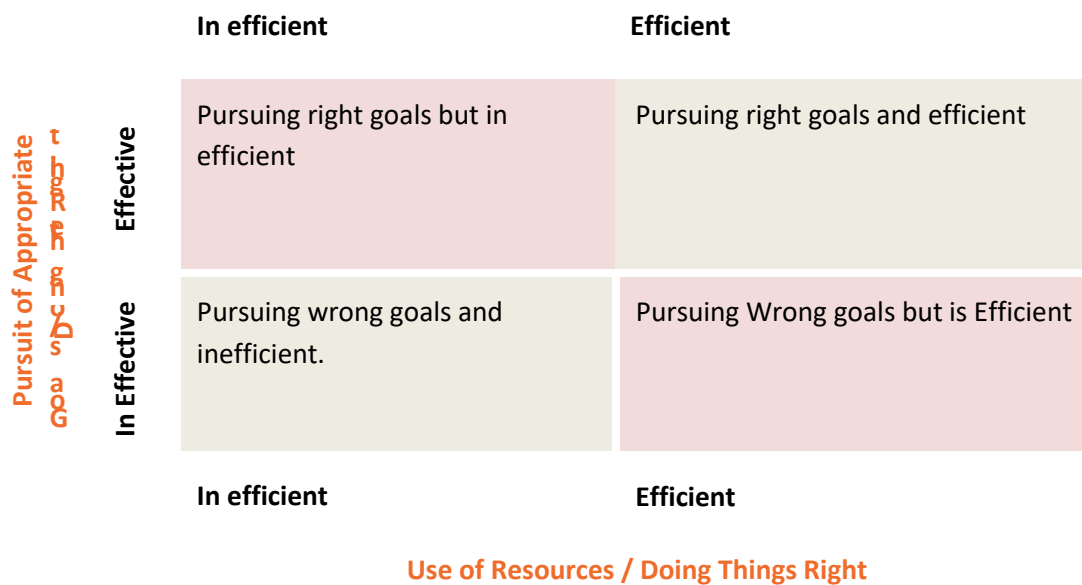 In efficient
Efficient
Pursuit of Appropriate
Effective
Pursuing right goals but in
efficient
Pursuing right goals and efficient
In Effective
Pursuing wrong goals and
inefficient.
Pursuing Wrong goals but is Efficient
In efficient
Efficient
Use of Resources / Doing Things Right